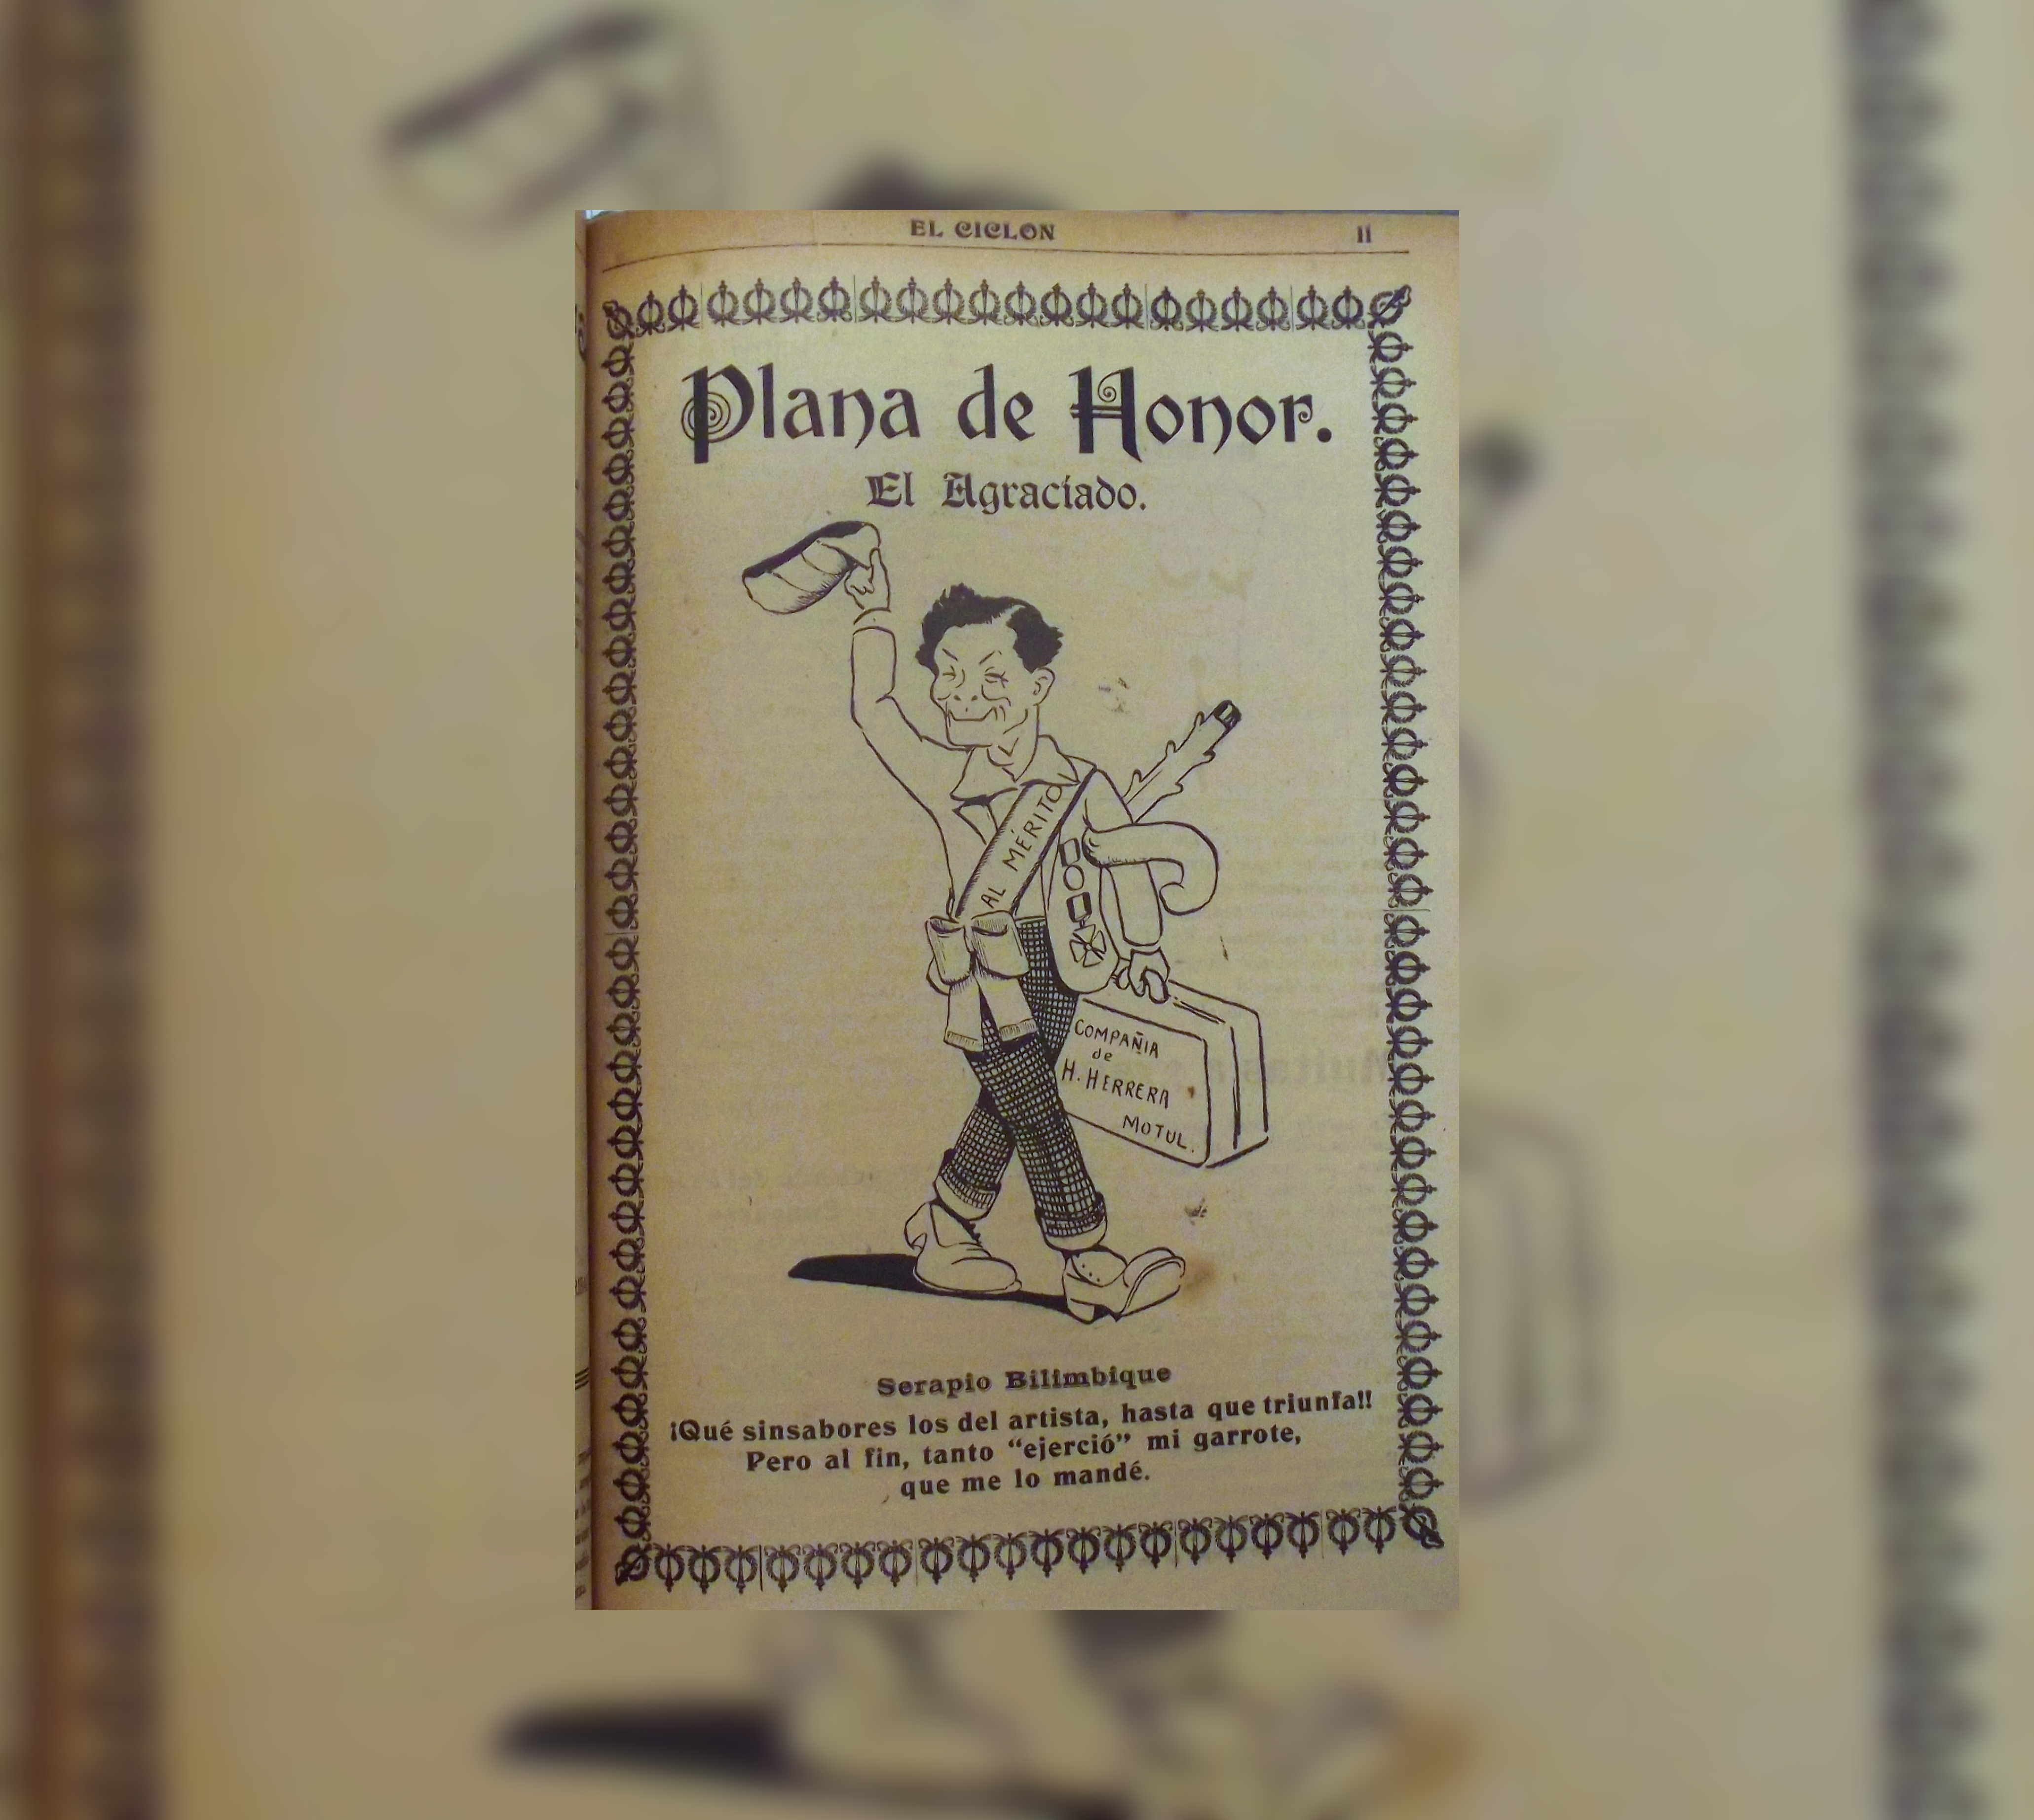 EL CICLON
11
Plana de Honor.
El Agraciado.
AL MÉRITO
COMPAÑIA
de
H. HERRERA
MOTUL.
Serapio Bilimbique
¡Qué sinsabores los del artista, hasta que triunfa!!
Pero al fin, tanto “ejerció” mi garrote,
que me lo mandé.